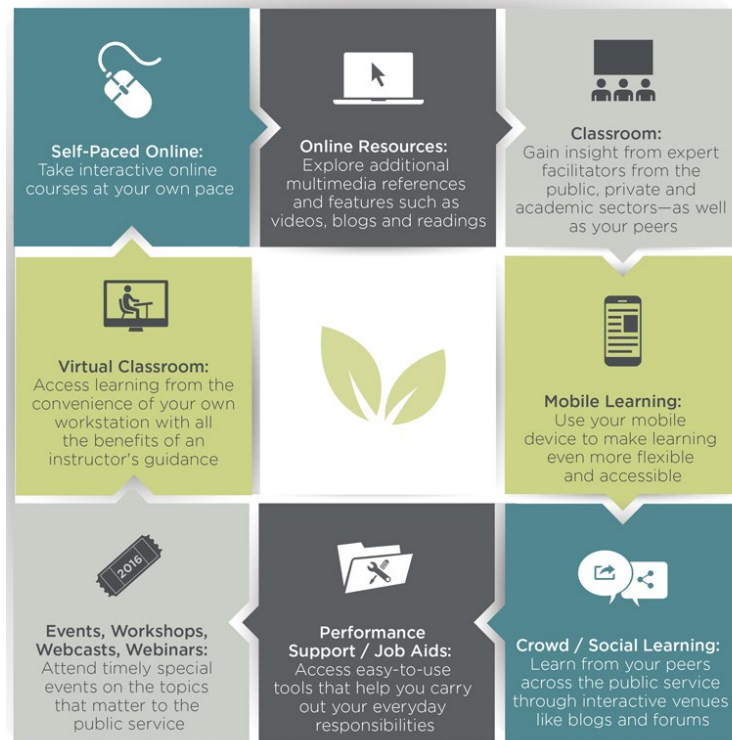 Self-Paced Online:
Take interactive online
courses at your own pace
Online Resources:
Explore additional
multimedia references
and features such as
videos, blogs and readings
Classroom:
Gain insight from expert
facilitators from the
public, private and
academic sectors—as well
as your peers
Virtual Classroom:
Access learning from the
convenience of your own
workstation with all
the benefits of an
instructor's guidance
Mobile Learning:
Use your mobile
device to make learning
even more flexible
and accessible
2016
Events, Workshops,
Webcasts, Webinars:
Attend timely special
events on the topics
that matter to the
public service
Performance
Support / Job Aids:
Access easy-to-use
tools that help you carry
out your everyday
responsibilities
Crowd / Social Learning:
Learn from your peers
across the public service
through interactive venues
like blogs and forums